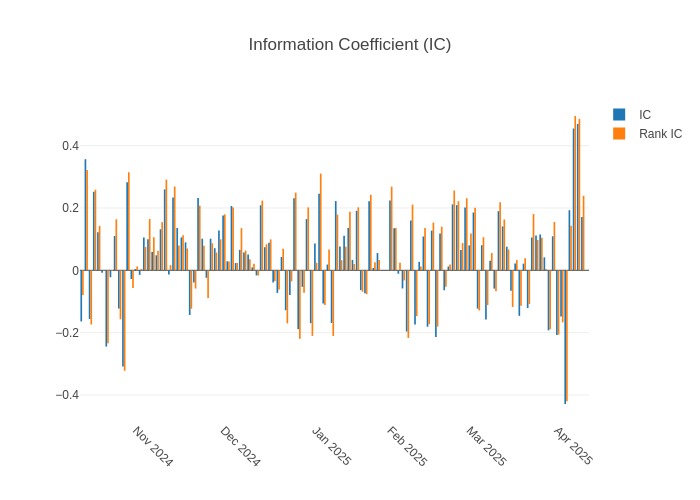 Information Coefficient (IC)
IC
Rank IC
0.4
0.2
0
−0.2
−0.4
Nov 2024
Dec 2024
Jan 2025
Feb 2025
Mar 2025
Apr 2025